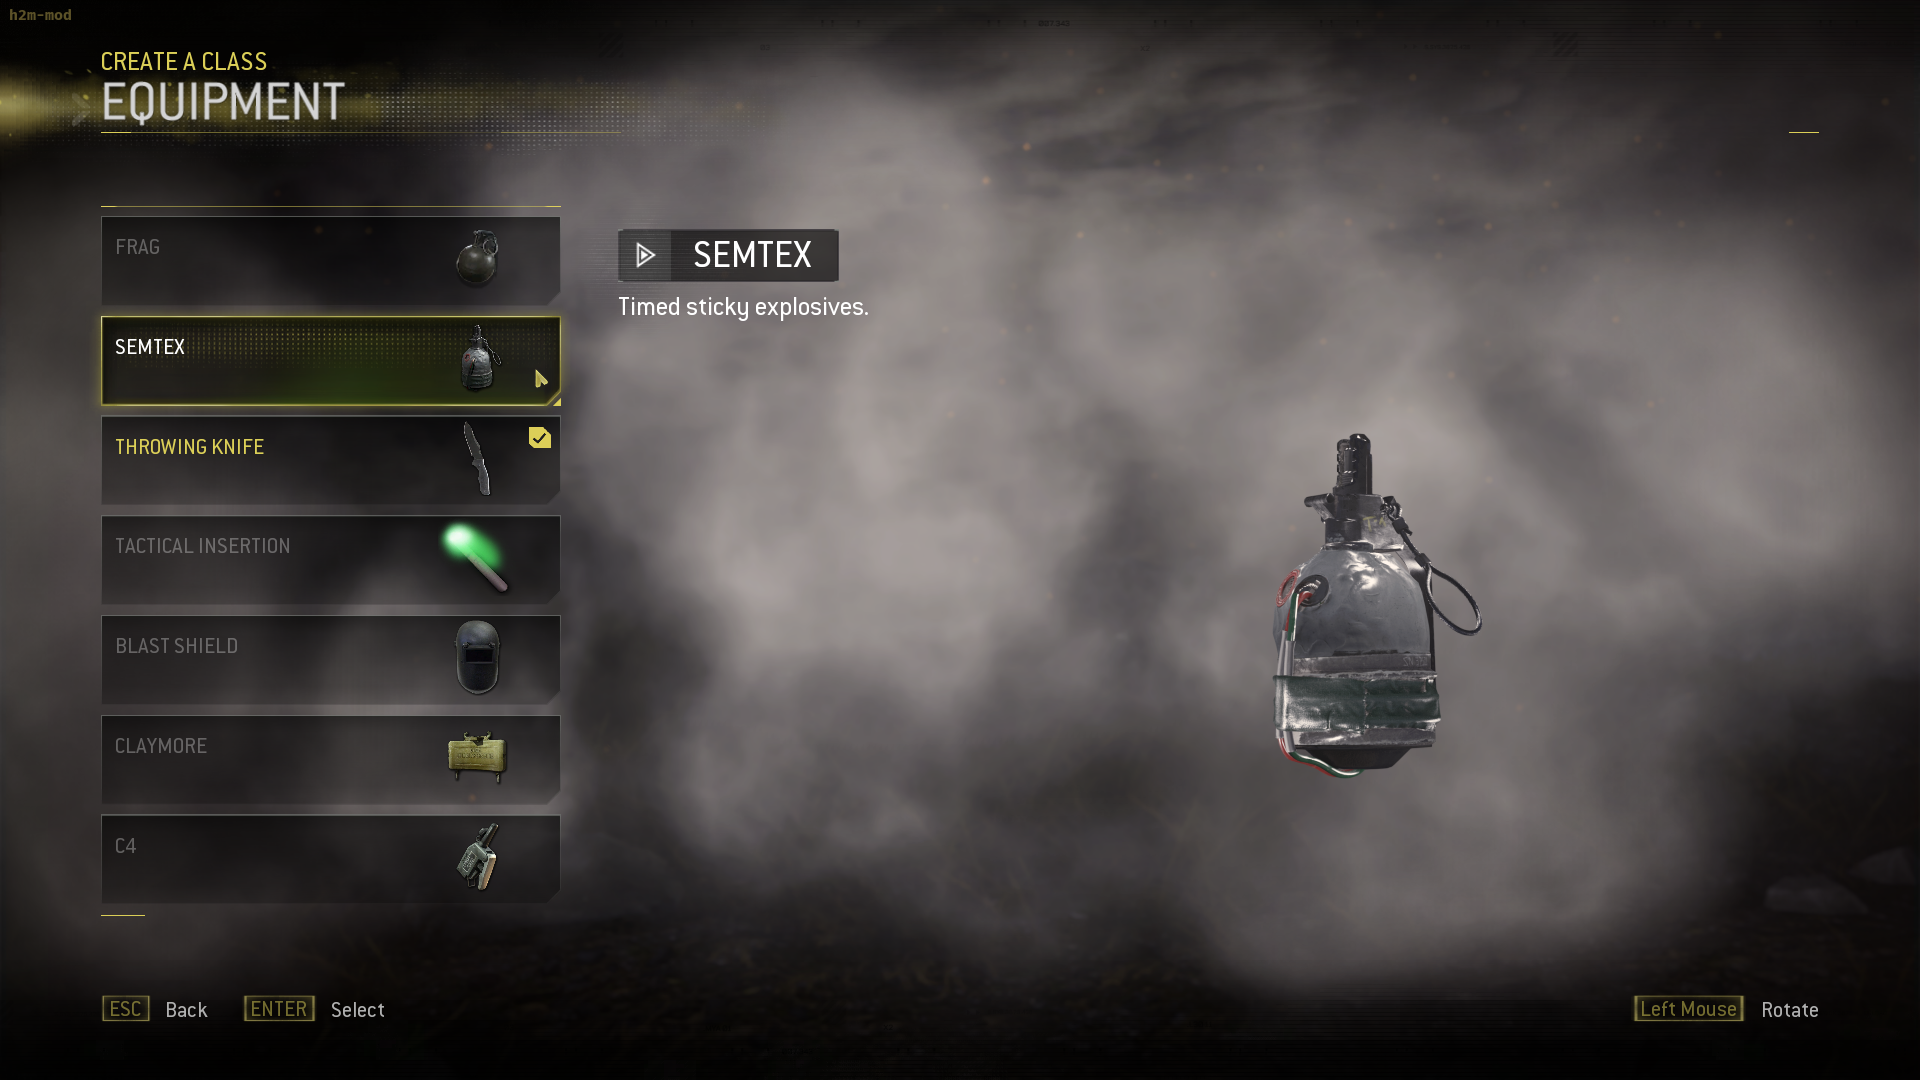 h2m-mod
CREATE A CLASS
EQUIPMENT
FRAG
SEMTEX
THROWING KNIFE
TACTICAL INSERTION
BLAST SHIELD
CLAYMORE
C4
SEMTEX
Timed sticky explosives.
ESC Back ENTER Select
Left Mouse Rotate